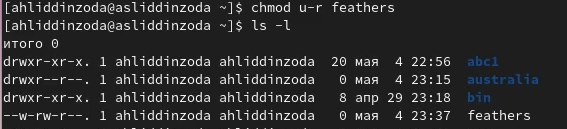 [ahliddinzoda@asliddinzoda ~]$ chmod u-r feathers
[ahliddinzoda@asliddinzoda ~]$ ls -l
итого 0
drwxr-xr-x. 1 ahliddinzoda ahliddinzoda 20 мая  4 22:56 abc1
drwxr--r--. 1 ahliddinzoda ahliddinzoda  0 мая  4 23:15 australia
drwxr-xr-x. 1 ahliddinzoda ahliddinzoda  8 апр 29 23:18 bin
--w-rw-r--. 1 ahliddinzoda ahliddinzoda  0 мая  4 23:37 feathers